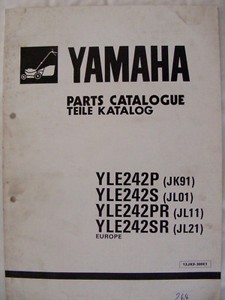 YAMAHA
PARTS CATALOGUE
TEILE KATALOG
YLE242P (JK91)
YLE242S (JL01)
YLE242PR (JL11)
YLE242SR (JL21)
EUROPE